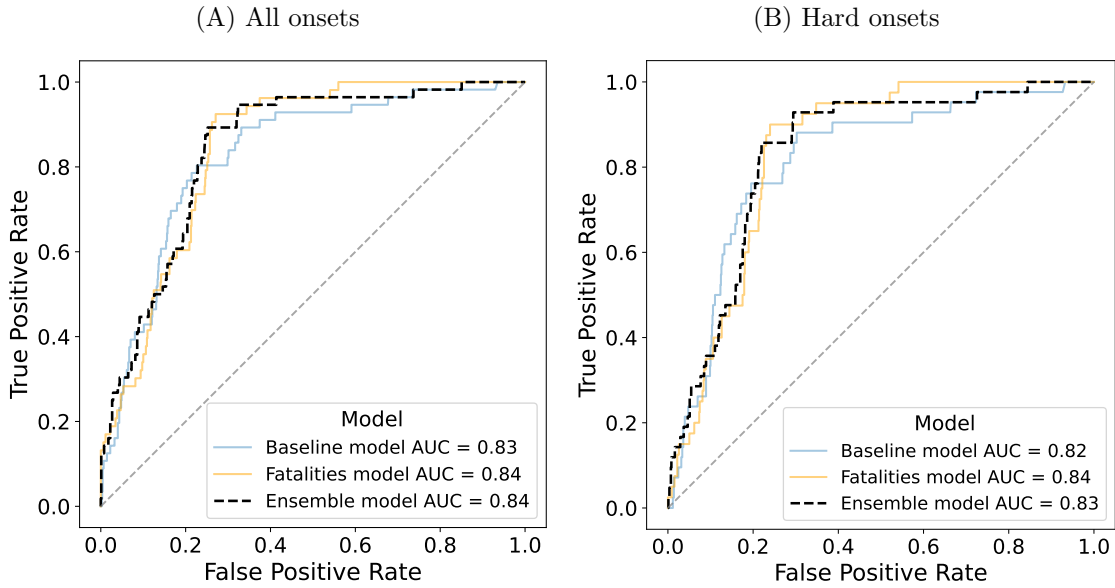 (A) All onsets
True Positive Rate
1.0
0.8
0.6
0.4
0.2
0.0
Model
Baseline model AUC = 0.83
Fatalities model AUC = 0.84
Ensemble model AUC = 0.84
0.0 0.2 0.4 0.6 0.8 1.0
False Positive Rate
(B) Hard onsets
True Positive Rate
1.0
0.8
0.6
0.4
0.2
0.0
Model
Baseline model AUC = 0.82
Fatalities model AUC = 0.84
Ensemble model AUC = 0.83
0.0 0.2 0.4 0.6 0.8 1.0
False Positive Rate